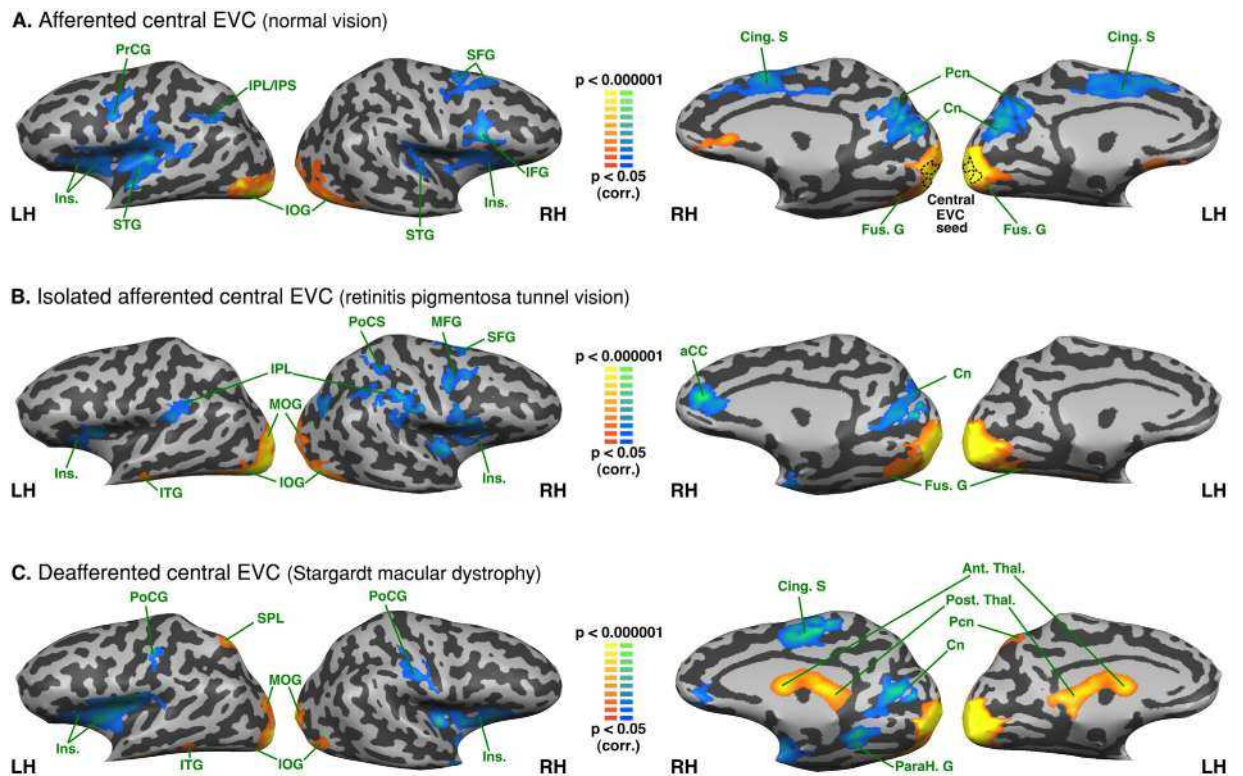 A. Afferented central EVC (normal vision)
PrCG
SFG
IPL/IPS
p < 0.000001
p < 0.05
(corr.)
Ins.
STG
IOG
STG
Ins.
IFG
LH
RH
Cing. S
Cing. S
Pcn
Cn
Central
EVC
seed
Fus. G
Fus. G
RH
LH
B. Isolated afferented central EVC (retinitis pigmentosa tunnel vision)
PoCS
MFG
SFG
IPL
MOG
p < 0.000001
p < 0.05
(corr.)
Ins.
ITG
IOG
Ins.
LH
RH
aCC
Cn
Fus. G
RH
LH
C. Deafferented central EVC (Stargardt macular dystrophy)
PoCG
SPL
PoCG
MOG
p < 0.000001
p < 0.05
(corr.)
Ins.
ITG
IOG
Ins.
LH
RH
Ant. Thal.
Cing. S
Post. Thal.
Pcn
Cn
ParaH. G
RH
LH